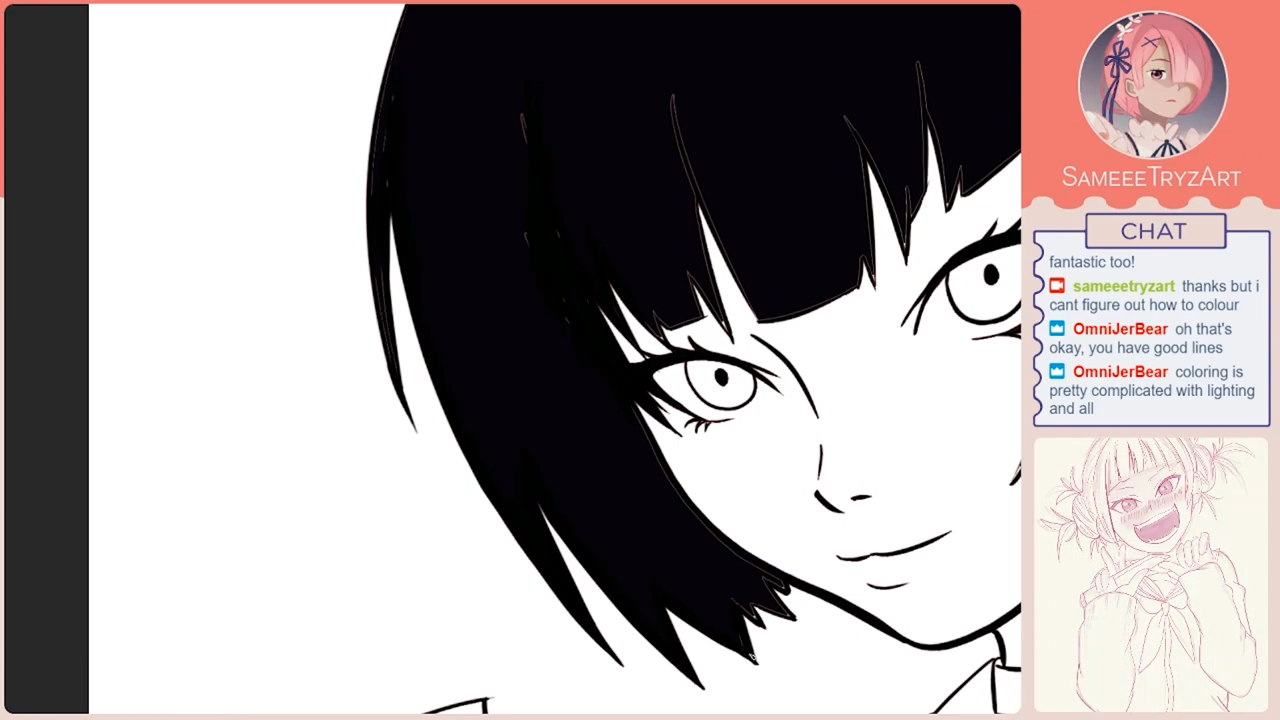 SAMEEETRYZART
CHAT
fantastic too!
sameeetryzart thanks but i
cant figure out how to colour
OmniJerBear oh that's
okay, you have good lines
OmniJerBear coloring is
pretty complicated with lighting
and all